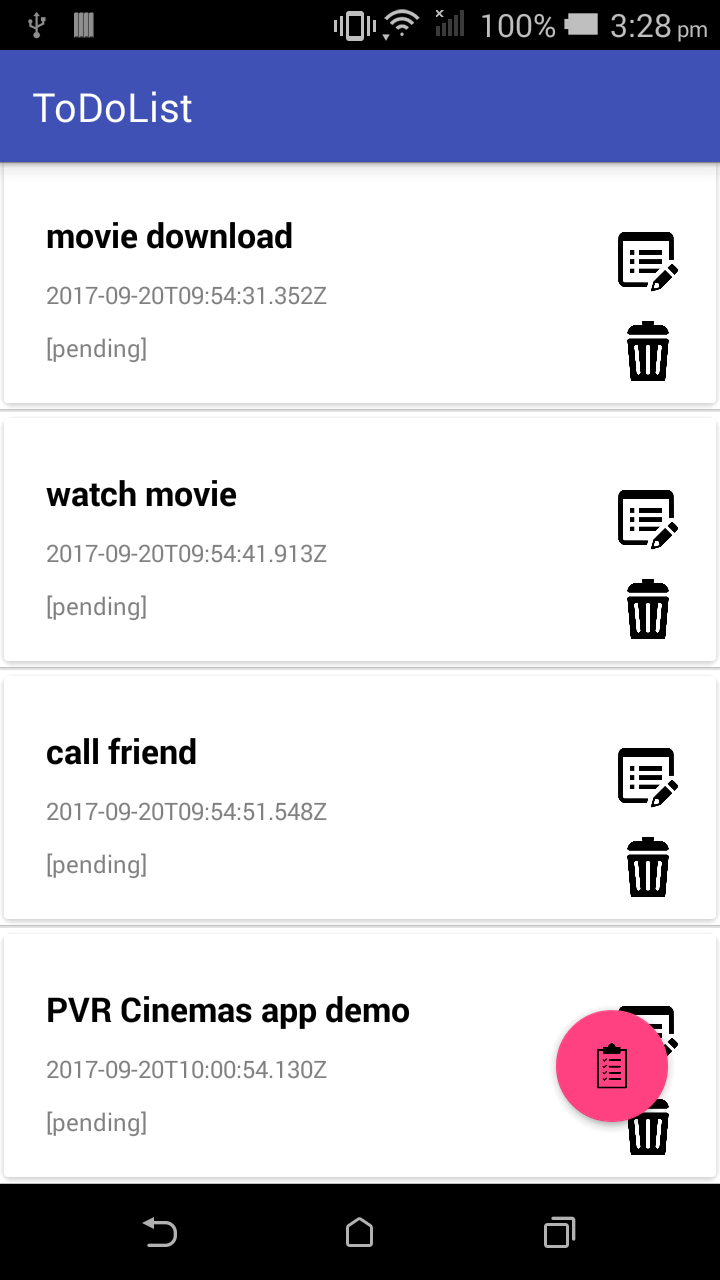 100% 3:28 pm
ToDoList
movie download
2017-09-20T09:54:31.352Z
[pending]
watch movie
2017-09-20T09:54:41.913Z
[pending]
call friend
2017-09-20T09:54:51.548Z
[pending]
PVR Cinemas app demo
2017-09-20T10:00:54.130Z
[pending]